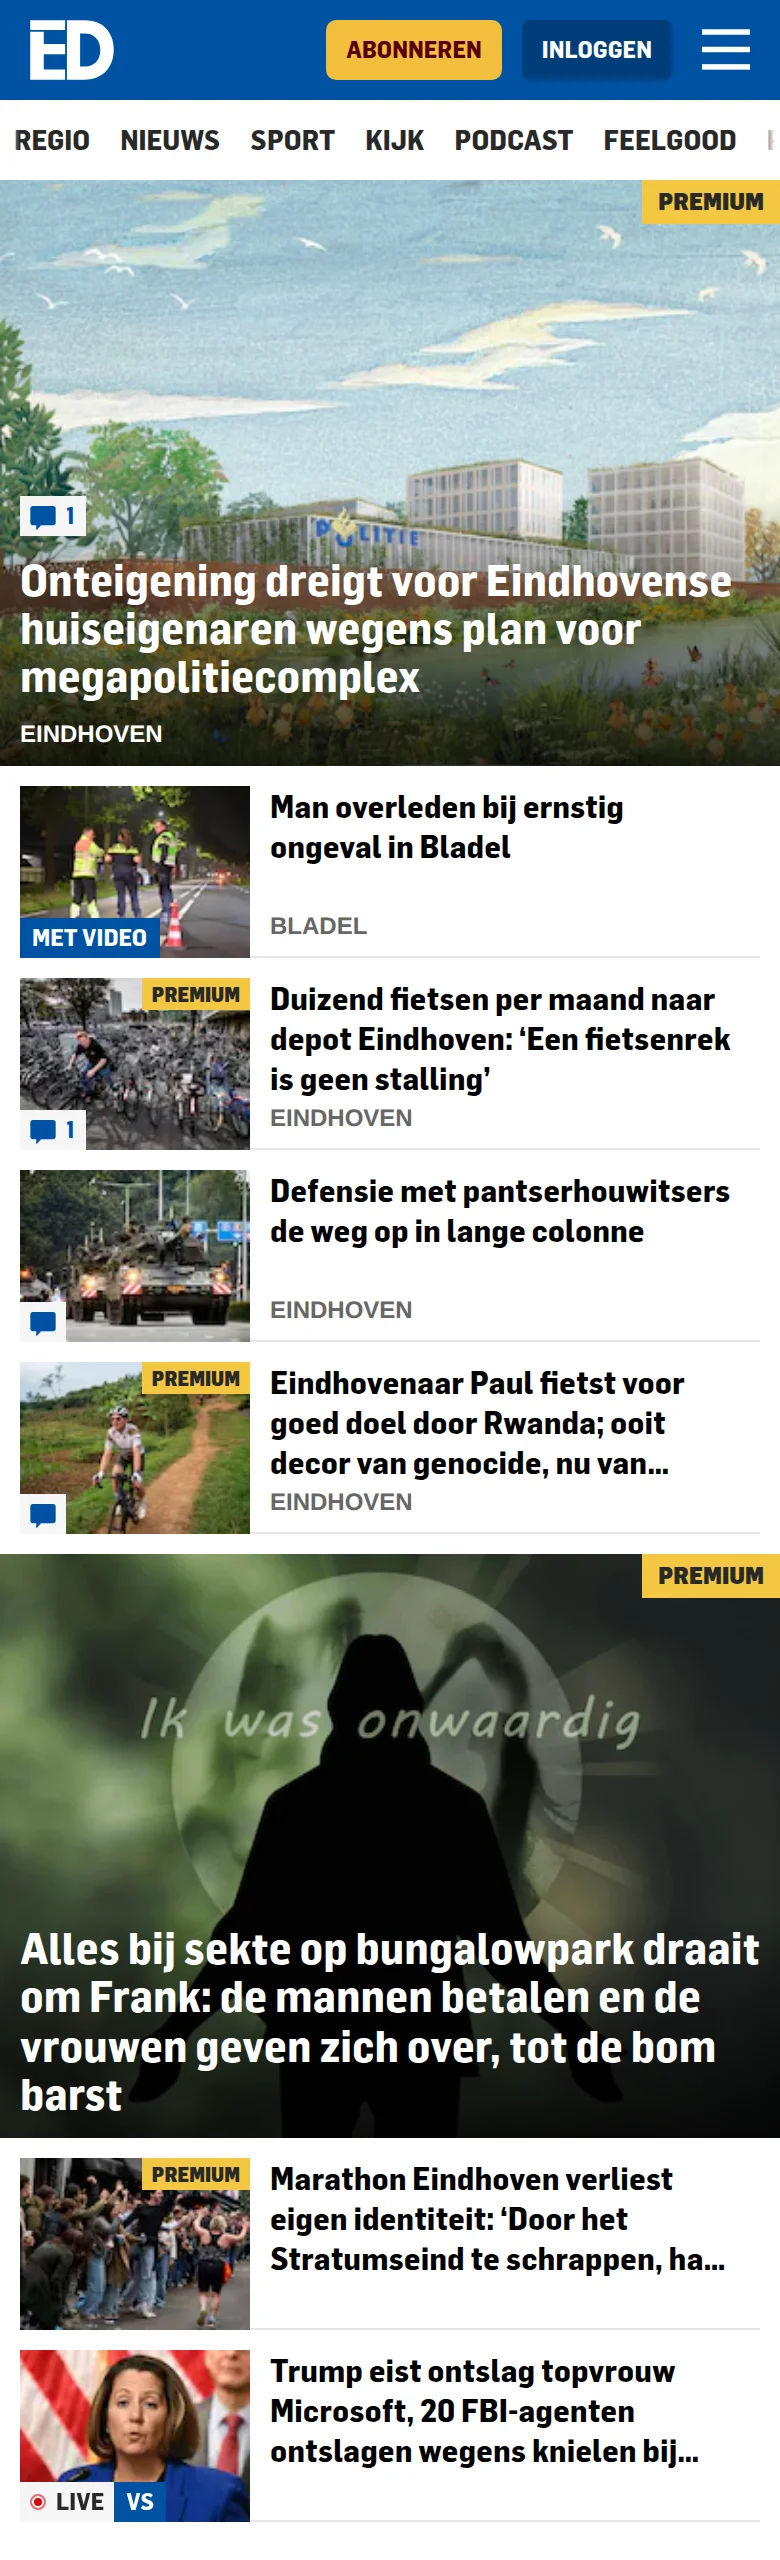 ED
ABONNEREN
INLOGGEN
REGIO NIEUWS SPORT KIJK PODCAST FEELGOOD
PREMIUM
POLITIE
1
Onteigening dreigt voor Eindhovense
huiseigenaren wegens plan voor
megapolitiecomplex
EINDHOVEN
Man overleden bij ernstig
ongeval in Bladel
BLADEL
MET VIDEO
PREMIUM
Duizend fietsen per maand naar
depot Eindhoven: ‘Een fietsenrek
is geen stalling’
EINDHOVEN
1
Defensie met pantserhouwitsers
de weg op in lange colonne
EINDHOVEN
PREMIUM
Eindhovenaar Paul fietst voor
goed doel door Rwanda; ooit
decor van genocide, nu van...
EINDHOVEN
PREMIUM
Ik was onwaardig
Alles bij sekte op bungalowpark draait
om Frank: de mannen betalen en de
vrouwen geven zich over, tot de bom
barst
PREMIUM
Marathon Eindhoven verliest
eigen identiteit: ‘Door het
Stratumseind te schrappen, ha...
Trump eist ontslag topvrouw
Microsoft, 20 FBI-agenten
ontslagen wegens knielen bij...
LIVE VS